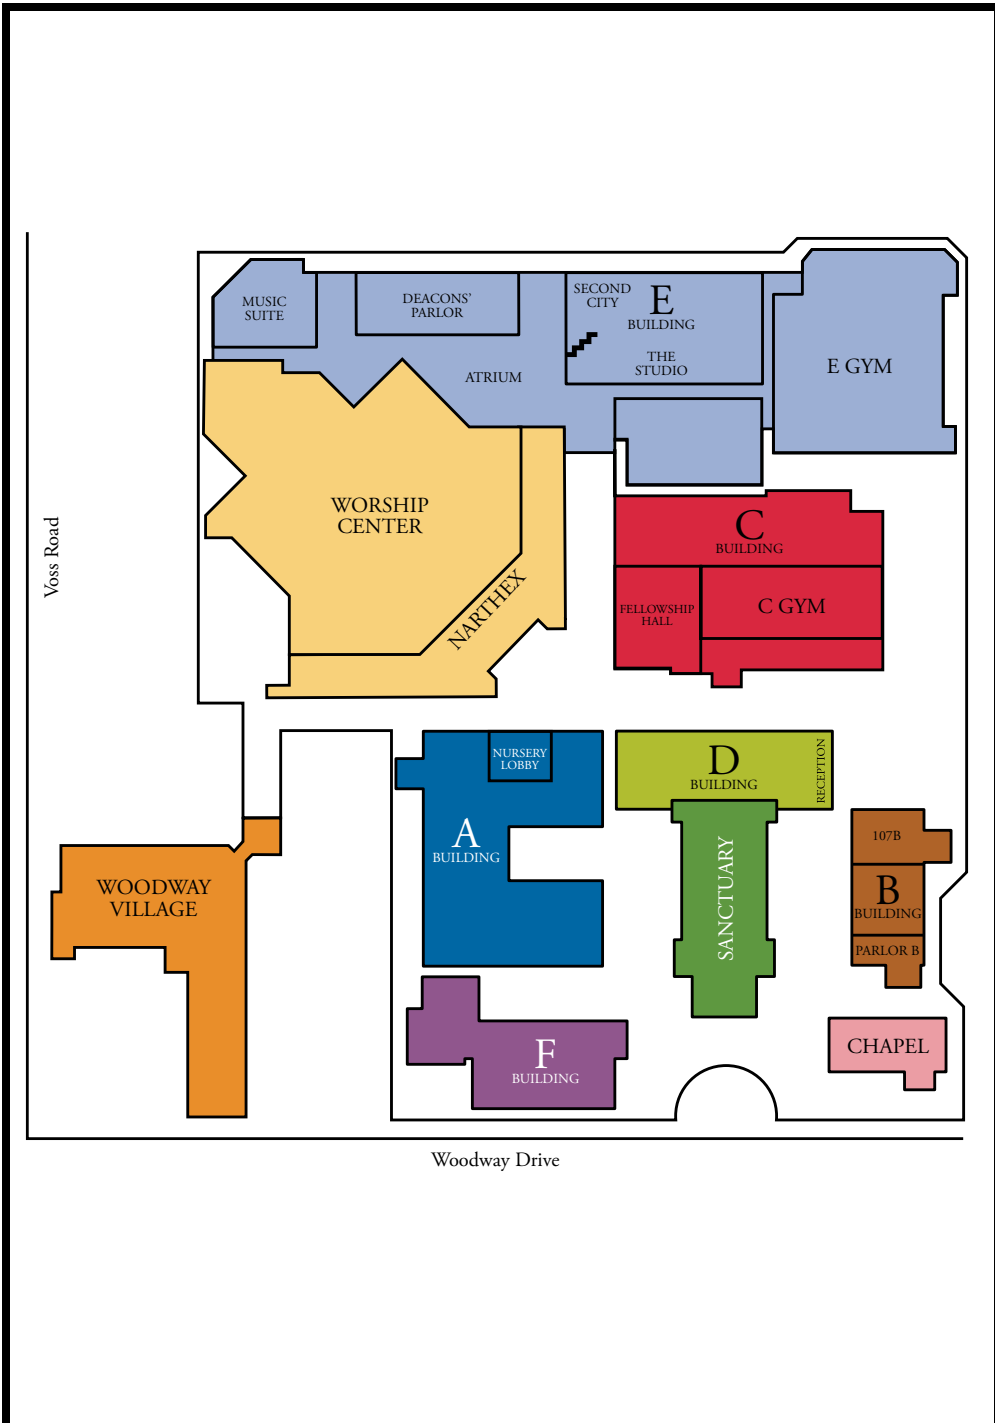 MUSIC
SUITE
DEACONS'
PARLOR
SECOND
CITY
E
BUILDING
THE
STUDIO
ATRIUM
E GYM
WORSHIP
CENTER
NARTHEX
Voss Road
C
BUILDING
FELLOWSHIP
HALL
C GYM
NURSERY
LOBBY
A
BUILDING
D
BUILDING
RECEPTION
SANCTUARY
107B
B
BUILDING
PARLOR B
WOODWAY
VILLAGE
F
BUILDING
CHAPEL
Woodway Drive